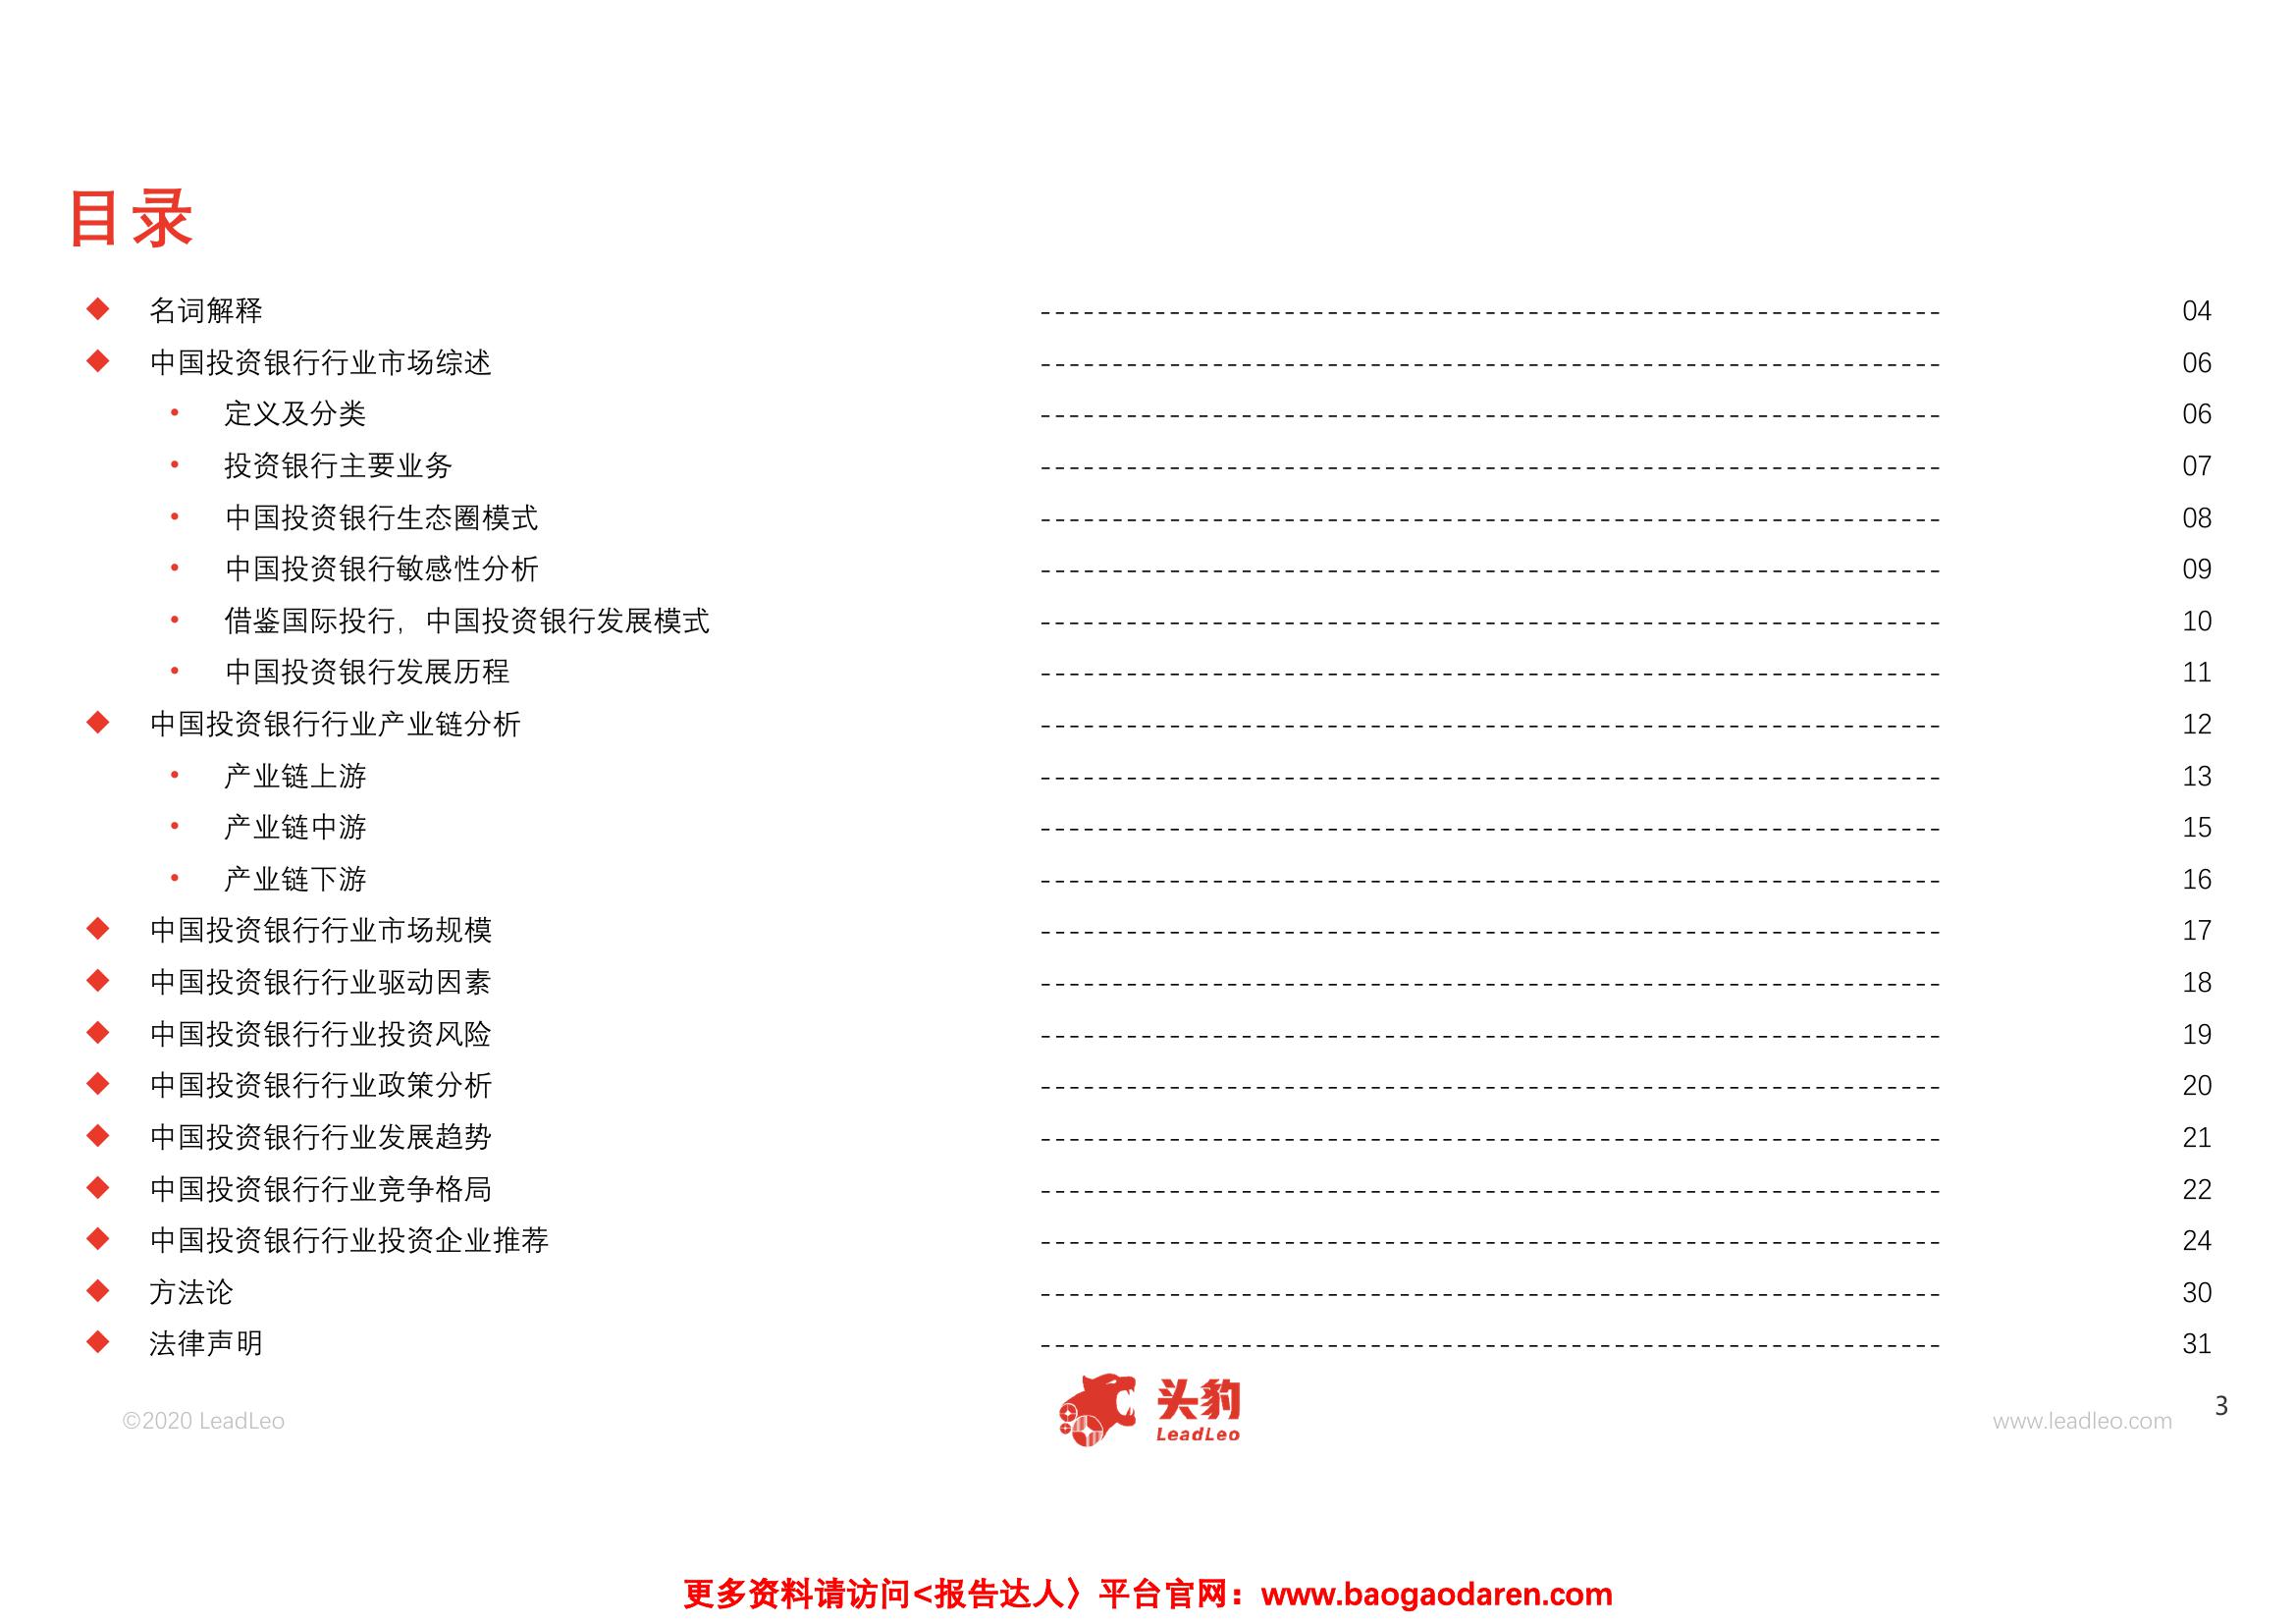 目录
◆ 名词解释 ------------------------------------------------------------ 04
◆ 中国投资银行行业市场综述 ------------------------------------------------------------ 06
• 定义及分类 ------------------------------------------------------------ 06
• 投资银行主要业务 ------------------------------------------------------------ 07
• 中国投资银行生态圈模式 ------------------------------------------------------------ 08
• 中国投资银行敏感性分析 ------------------------------------------------------------ 09
• 借鉴国际投行，中国投资银行发展模式 ------------------------------------------------------------ 10
• 中国投资银行发展历程 ------------------------------------------------------------ 11
◆ 中国投资银行行业产业链分析 ------------------------------------------------------------ 12
• 产业链上游 ------------------------------------------------------------ 13
• 产业链中游 ------------------------------------------------------------ 15
• 产业链下游 ------------------------------------------------------------ 16
◆ 中国投资银行行业市场规模 ------------------------------------------------------------ 17
◆ 中国投资银行行业驱动因素 ------------------------------------------------------------ 18
◆ 中国投资银行行业投资风险 ------------------------------------------------------------ 19
◆ 中国投资银行行业政策分析 ------------------------------------------------------------ 20
◆ 中国投资银行行业发展趋势 ------------------------------------------------------------ 21
◆ 中国投资银行行业竞争格局 ------------------------------------------------------------ 22
◆ 中国投资银行行业投资企业推荐 ------------------------------------------------------------ 24
◆ 方法论 ------------------------------------------------------------ 30
◆ 法律声明 ------------------------------------------------------------ 31
©2020 LeadLeo
头豹
LeadLeo
www.leadleo.com
3
更多资料请访问<报告达人〉平台官网：www.baogaodaren.com